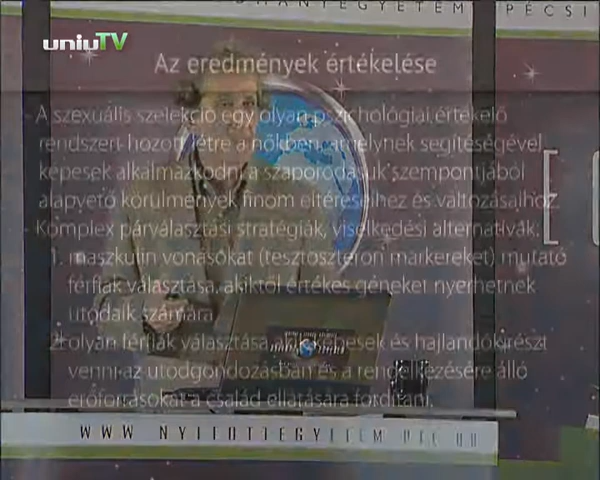 NYÍEGYETEM PÉCSI
uniuTV
Az eredmények értékelése
- A szexuális szelekció egy olyan pszichológiai értékelő
rendszert hozott létre a nőkben, amelynek segítségével
képesek alkalmazkodni a szaporodásuk szempontjából
alapvető körülmények finom eltéréseihez és változásaihoz.
- Komplex párválasztási stratégiák, viselkedési alternatívák:
1. maszkulin vonásokat (tesztoszteron markereket) mutató
férfiak választása, akiktől értékes géneket nyerhetnek
utódaik számára
2. olyan férfiak választása, akik képesek és hajlandók részt
venni az utódgondozásban és a rendelkezésére álló
erőforrásokat a család ellátására fordítani.
WWW NYITOTTEGYETEM PTE HU